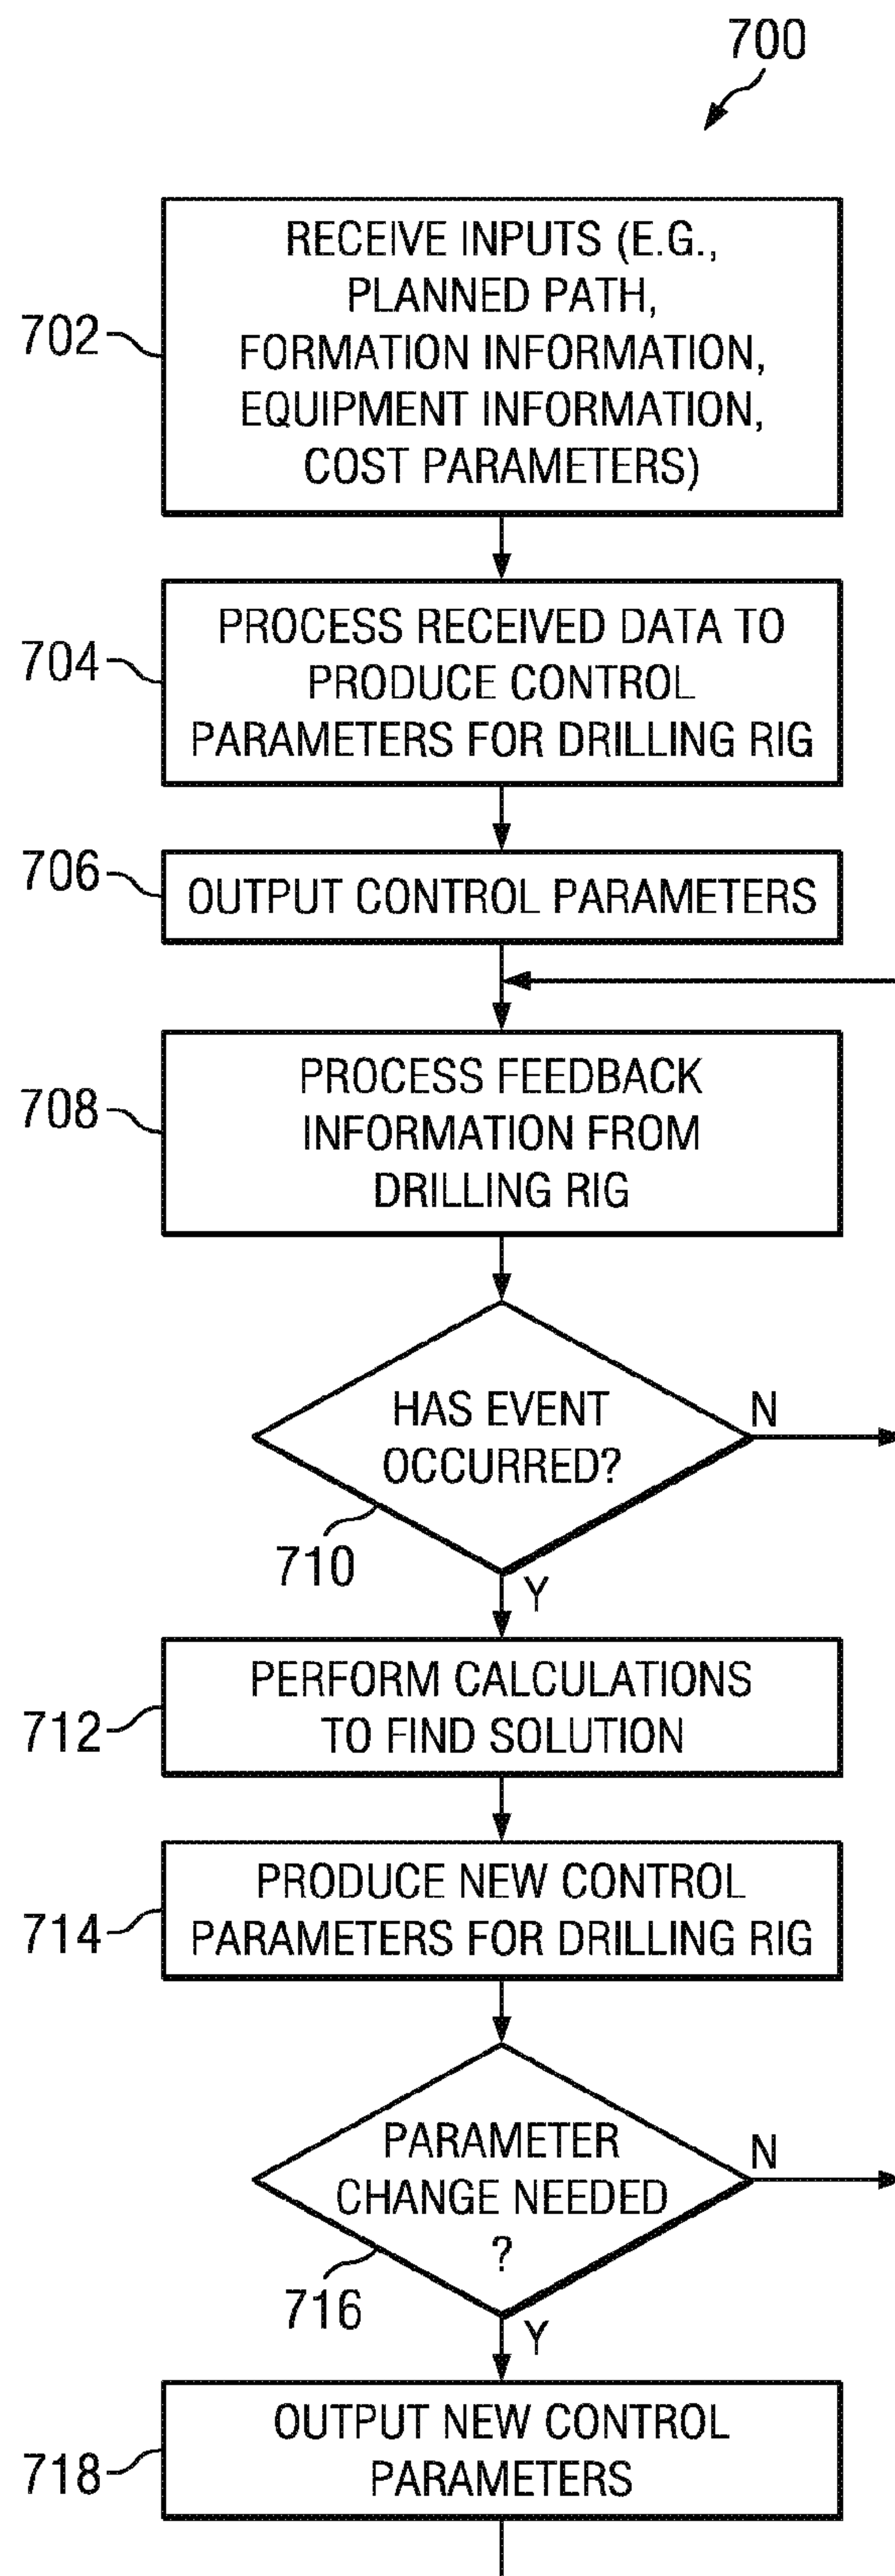 700
RECEIVE INPUTS (E.G.,
PLANNED PATH,
FORMATION INFORMATION,
EQUIPMENT INFORMATION,
COST PARAMETERS)
702
PROCESS RECEIVED DATA TO
PRODUCE CONTROL
PARAMETERS FOR DRILLING RIG
704
OUTPUT CONTROL PARAMETERS
706
PROCESS FEEDBACK
INFORMATION FROM
DRILLING RIG
708
HAS EVENT
OCCURRED?
N
710
Y
PERFORM CALCULATIONS
TO FIND SOLUTION
712
PRODUCE NEW CONTROL
PARAMETERS FOR DRILLING RIG
714
PARAMETER
CHANGE NEEDED
?
N
716
Y
OUTPUT NEW CONTROL
PARAMETERS
718